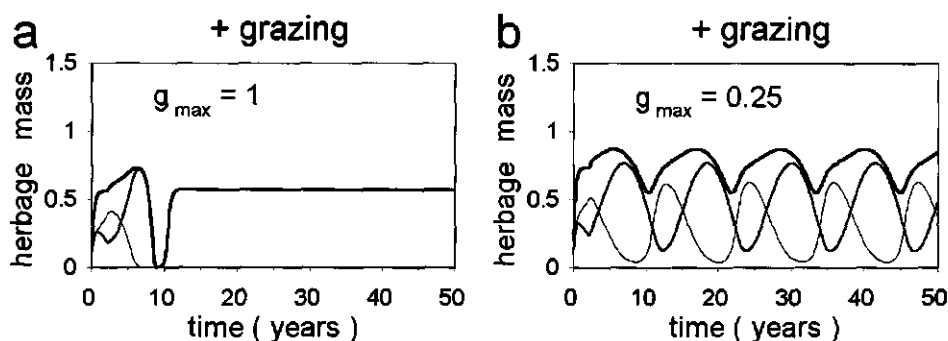 a + grazing
1.5
1
0.5
0
herbage mass
g max = 1
0 10 20 30 40 50
time ( years )
b + grazing
1.5
1
0.5
0
herbage mass
g max = 0.25
0 10 20 30 40 50
time ( years )